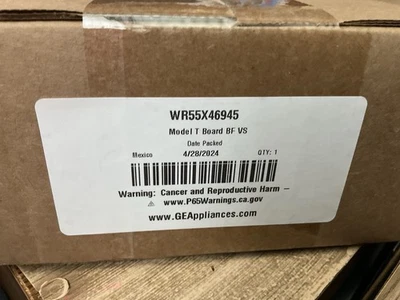 WR55X46945
Model T Board BF VS
Date Packed
Mexico 4/28/2024 QTY: 1
Warning: Cancer and Reproductive Harm -
www.P65Warnings.ca.gov
www.GEAppliances.com